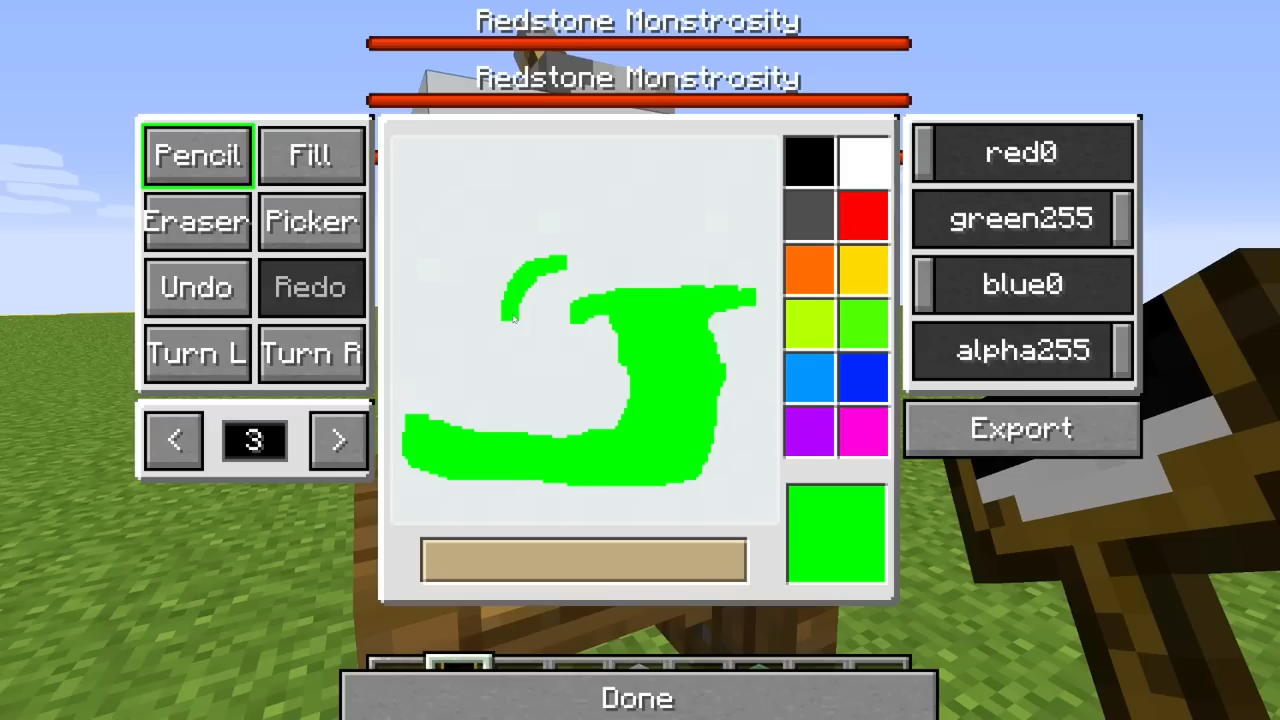 Redstone Monstrosity
Redstone Monstrosity
Pencil
Fill
Eraser
Picker
Undo
Redo
Turn L
Turn R
<
3
>
red0
green255
blue0
alpha255
Export
Done